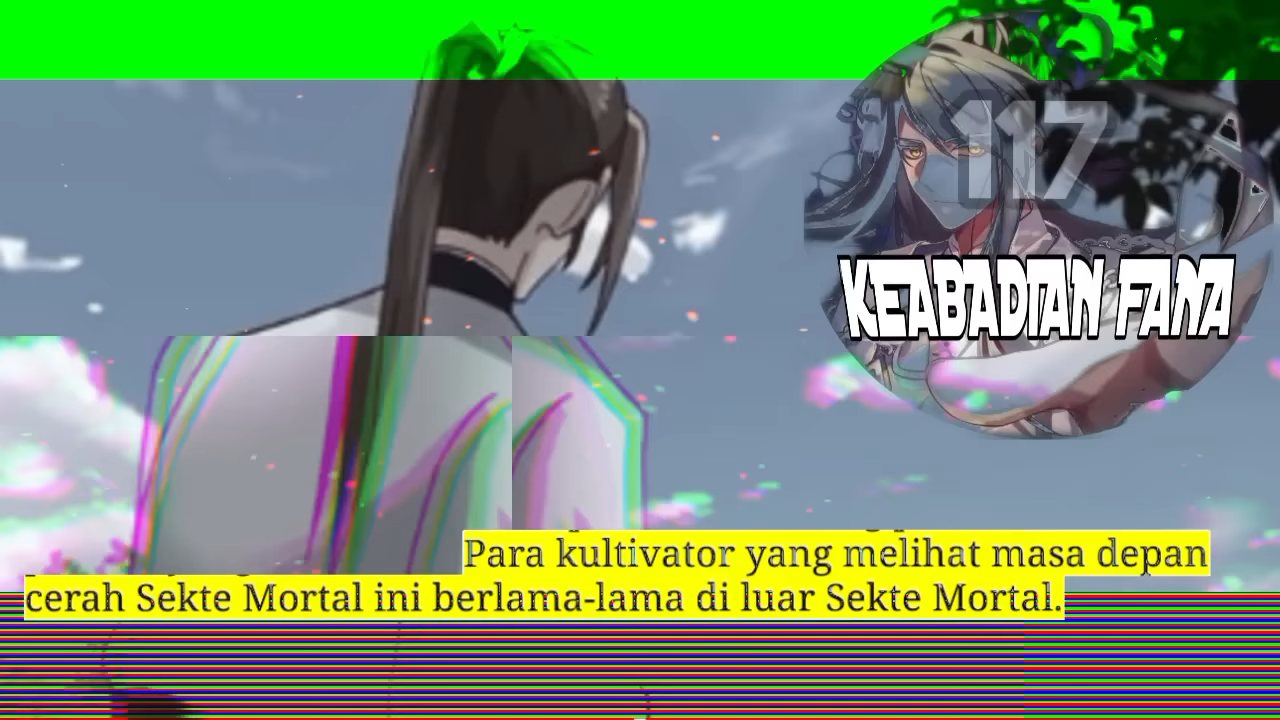 117
KEABADIAN FANA
Para kultivator yang melihat masa depan
cerah Sekte Mortal ini berlama-lama di luar Sekte Mortal.